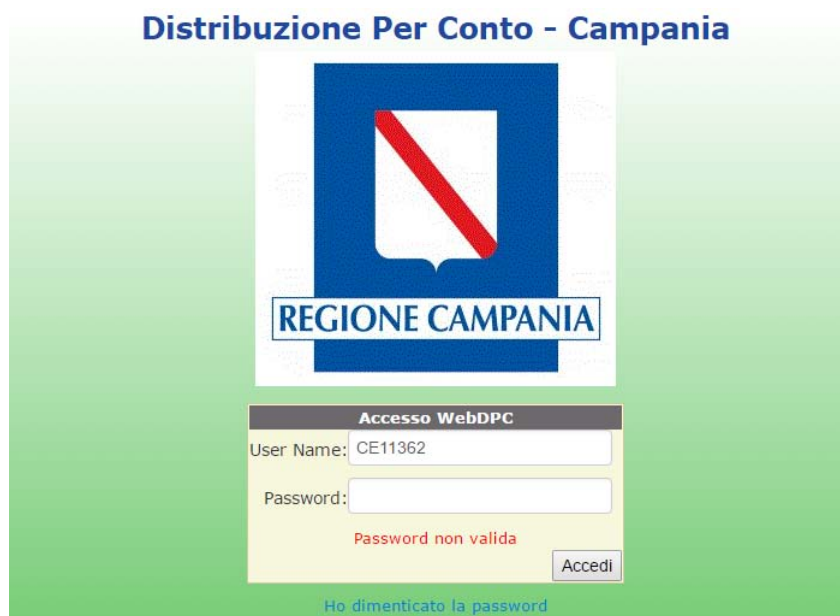 Distribuzione Per Conto - Campania
REGIONE CAMPANIA
Accesso WebDPC
User Name: CE11362
Password:
Password non valida
Accedi
Ho dimenticato la password